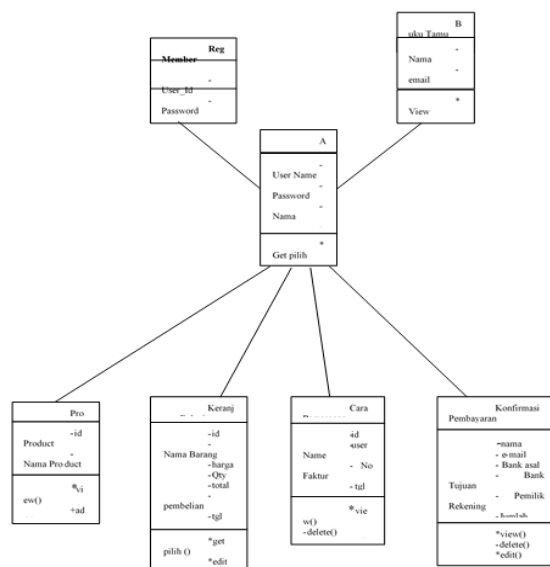 Reg
Member
-
User_Id
-
Password
B
uku Tamu
-
Nama
-
email
*
View
A
-
User Name
-
Password
-
Nama
*
Get pilih
Pro
-id
Product
-
Nama Product
*vi
ew()
+ad
Keranj
-id
-
Nama Barang
-harga
-Qty
-total
-
pembelian
-tgl
*get
pilih ()
*edit
Cara
-id
-user
Name
- No
Faktur
- tgl
*vie
w()
-delete()
Konfirmasi
Pembayaran
-nama
- e-mail
- Bank asal
- Bank
Tujuan
- Pemilik
Rekening
- Jumlah
*view()
-delete()
*edit()